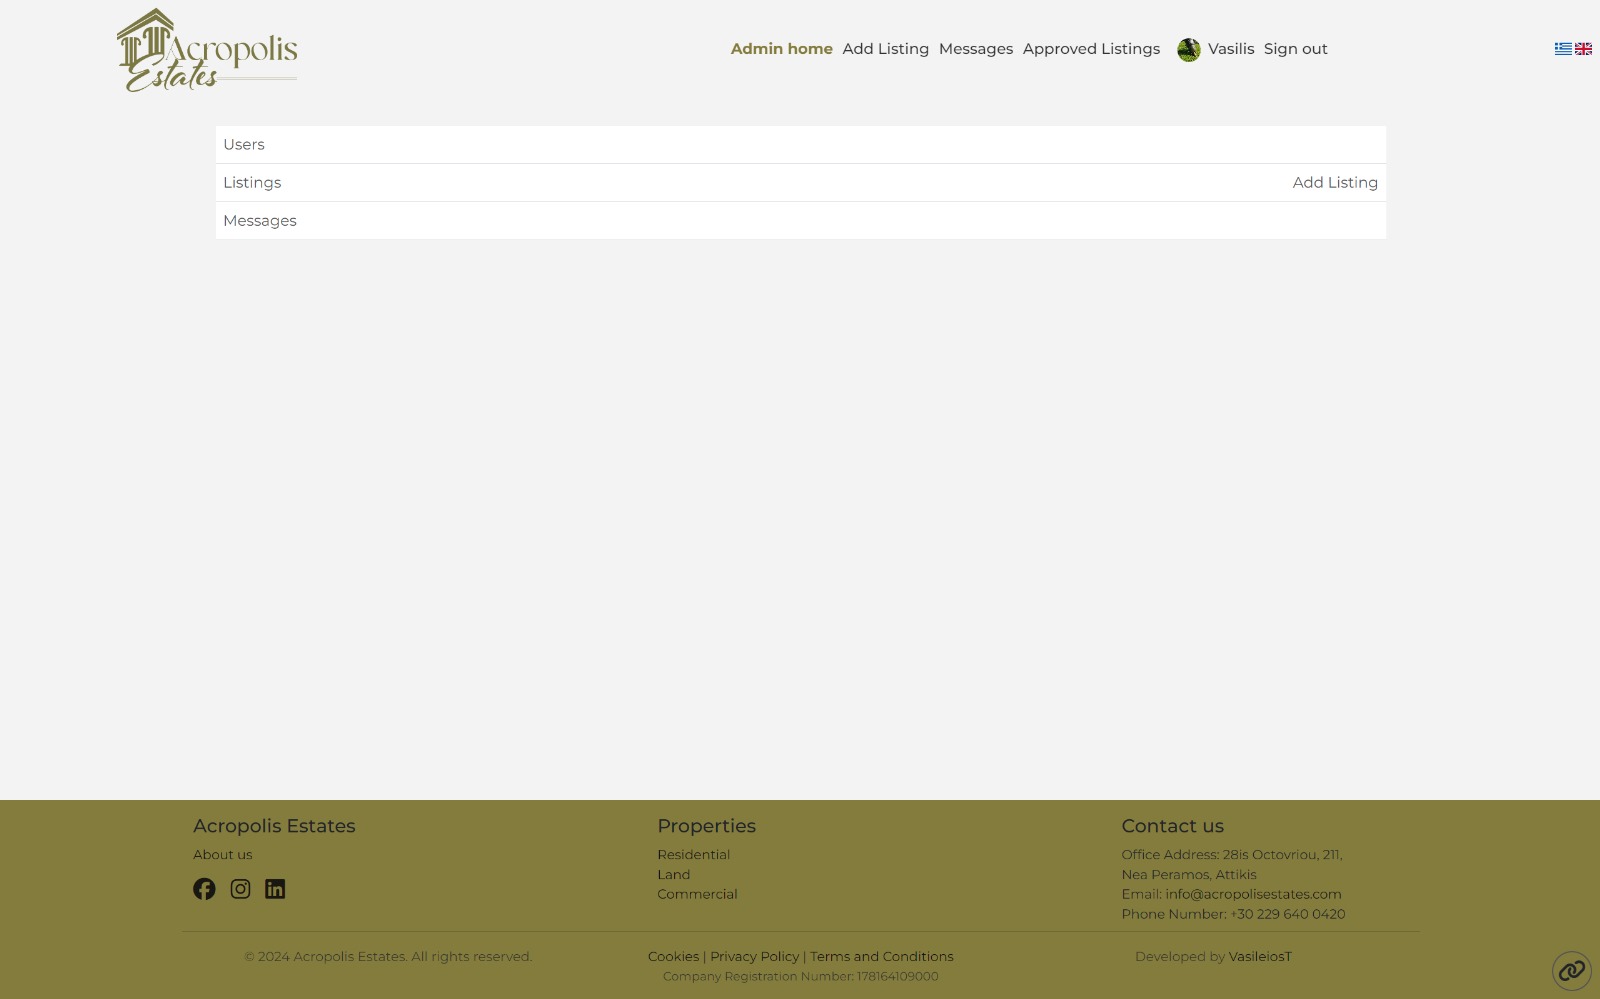 Acropolis
Estates
Admin home Add Listing Messages Approved Listings Vasilis Sign out
Users
Listings Add Listing
Messages
Acropolis Estates
About us
Properties
Residential
Land
Commercial
Contact us
Office Address: 28is Octovriou, 211,
Nea Peramos, Attikis
Email: info@acropolisestates.com
Phone Number: +30 229 640 0420
© 2024 Acropolis Estates. All rights reserved.
Cookies | Privacy Policy | Terms and Conditions
Company Registration Number: 178164109000
Developed by VasileiosT